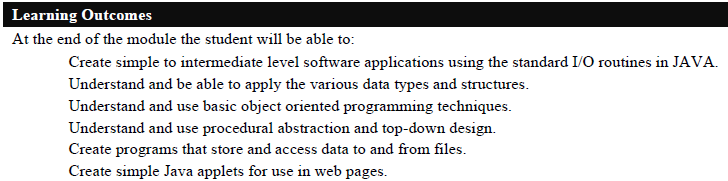 Learning Outcomes
At the end of the module the student will be able to:
Create simple to intermediate level software applications using the standard I/O routines in JAVA.
Understand and be able to apply the various data types and structures.
Understand and use basic object oriented programming techniques.
Understand and use procedural abstraction and top-down design.
Create programs that store and access data to and from files.
Create simple Java applets for use in web pages.